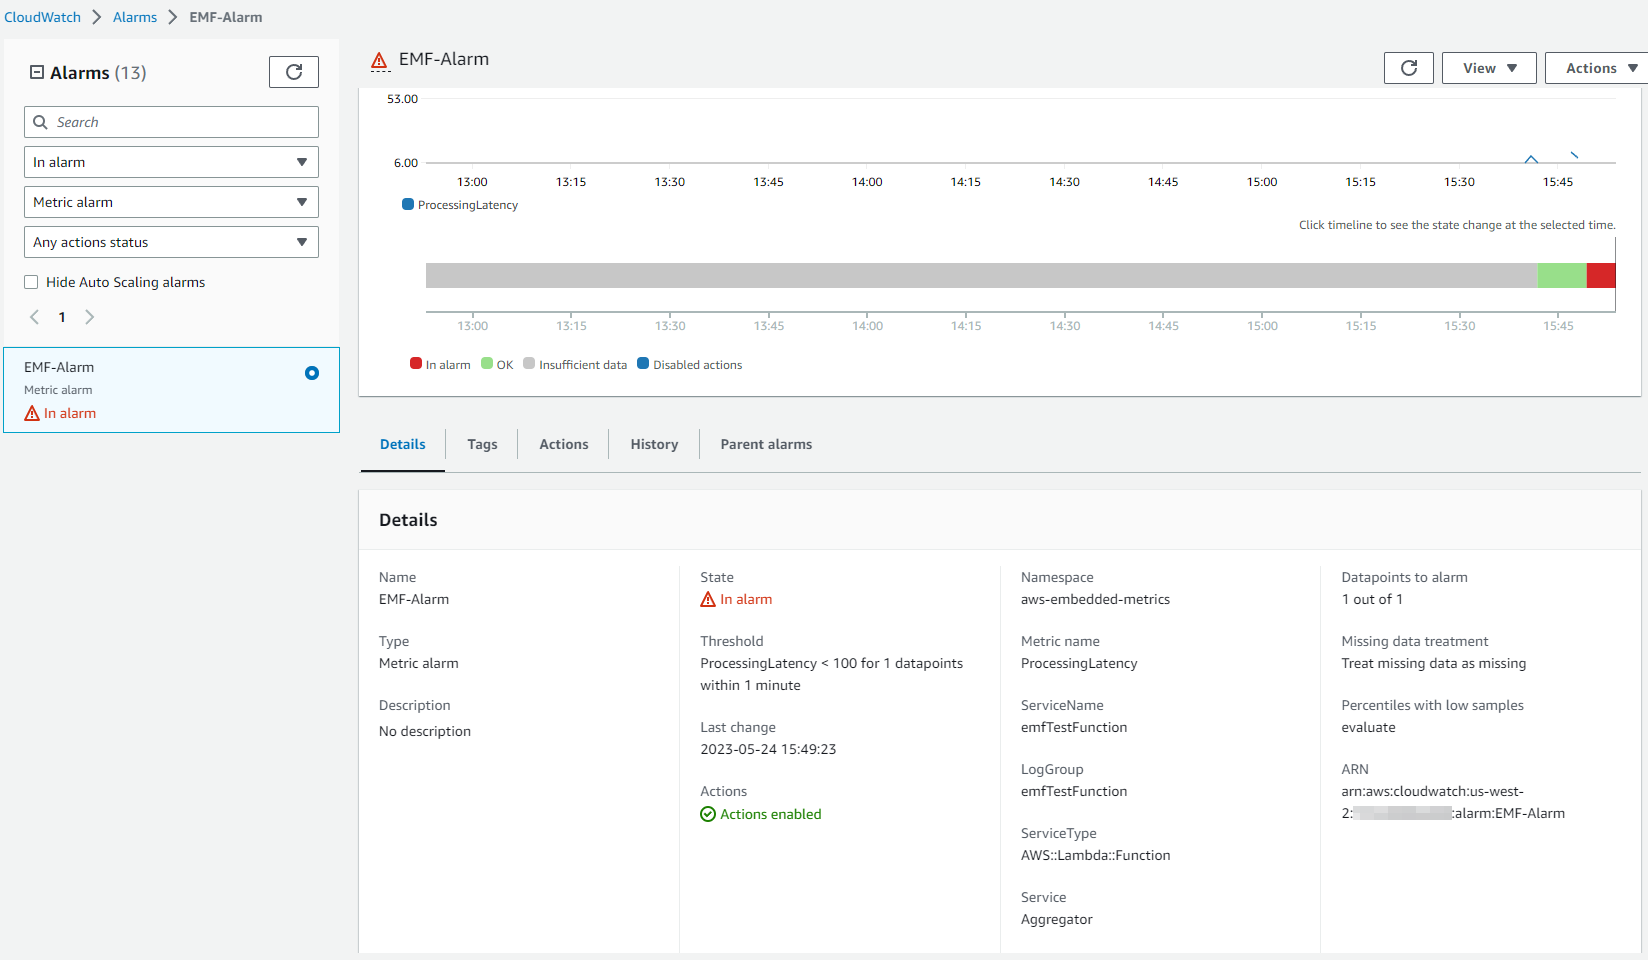 CloudWatch > Alarms > EMF-Alarm
Alarms (13)
Search
In alarm
Metric alarm
Any actions status
Hide Auto Scaling alarms
1
EMF-Alarm
Metric alarm
In alarm
EMF-Alarm
View
Actions
53.00
6.00
13:00 13:15 13:30 13:45 14:00 14:15 14:30 14:45 15:00 15:15 15:30 15:45
ProcessingLatency
Click timeline to see the state change at the selected time.
13:00 13:15 13:30 13:45 14:00 14:15 14:30 14:45 15:00 15:15 15:30 15:45
In alarm OK Insufficient data Disabled actions
Details Tags Actions History Parent alarms
Details
Name
EMF-Alarm
Type
Metric alarm
Description
No description
State
In alarm
Threshold
ProcessingLatency < 100 for 1 datapoints
within 1 minute
Last change
2023-05-24 15:49:23
Actions
Actions enabled
Namespace
aws-embedded-metrics
Metric name
ProcessingLatency
ServiceName
emfTestFunction
LogGroup
emfTestFunction
ServiceType
AWS::Lambda::Function
Service
Aggregator
Datapoints to alarm
1 out of 1
Missing data treatment
Treat missing data as missing
Percentiles with low samples
evaluate
ARN
arn:aws:cloudwatch:us-west-
2: :alarm:EMF-Alarm